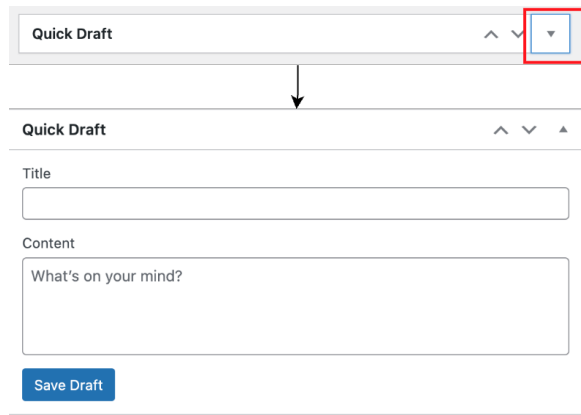 Quick Draft
Quick Draft
Title
Content
What's on your mind?
Save Draft